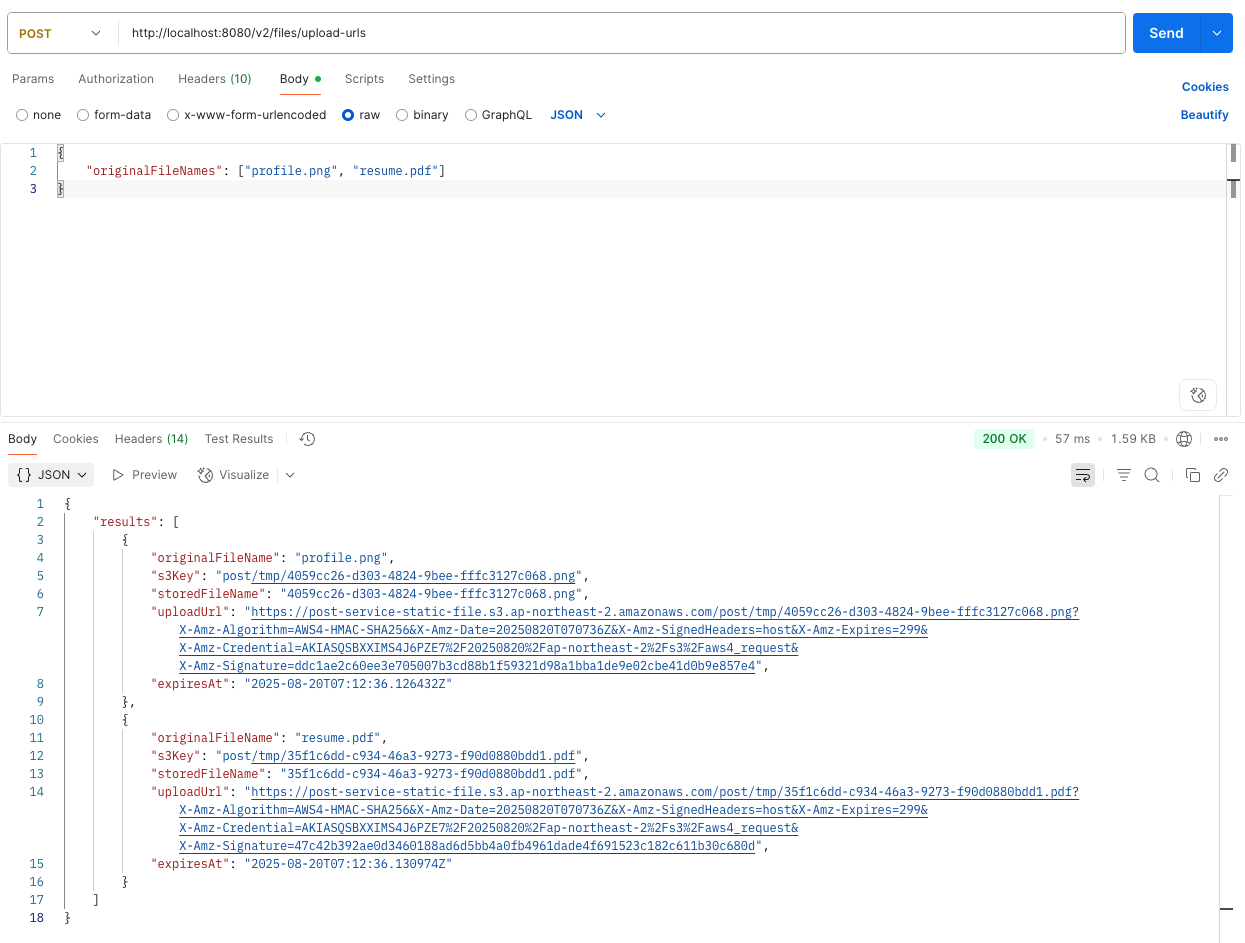 POST http://localhost:8080/v2/files/upload-urls Send
Params Authorization Headers (10) Body Scripts Settings Cookies
none form-data x-www-form-urlencoded raw binary GraphQL JSON Beautify
1 {
2 "originalFileNames": ["profile.png", "resume.pdf"]
3 }
Body Cookies Headers (14) Test Results 200 OK 57 ms 1.59 KB
{} JSON Preview Visualize
1 {
2 "results": [
3 {
4 "originalFileName": "profile.png",
5 "s3Key": "post/tmp/4059cc26-d303-4824-9bee-fffc3127c068.png",
6 "storedFileName": "4059cc26-d303-4824-9bee-fffc3127c068.png",
7 "uploadUrl": "https://post-service-static-file.s3.ap-northeast-2.amazonaws.com/post/tmp/4059cc26-d303-4824-9bee-fffc3127c068.png?
X-Amz-Algorithm=AWS4-HMAC-SHA256&X-Amz-Date=20250820T070736Z&X-Amz-SignedHeaders=host&X-Amz-Expires=299&
X-Amz-Credential=AKIASQSBXXIMS4J6PZE7%2F20250820%2Fap-northeast-2%2Fs3%2Faws4_request&
X-Amz-Signature=ddc1ae2c60ee3e705007b3cd88b1f59321d98a1bba1de9e02cbe41d0b9e857e4",
8 "expiresAt": "2025-08-20T07:12:36.126432Z"
9 },
10 {
11 "originalFileName": "resume.pdf",
12 "s3Key": "post/tmp/35f1c6dd-c934-46a3-9273-f90d0880bdd1.pdf",
13 "storedFileName": "35f1c6dd-c934-46a3-9273-f90d0880bdd1.pdf",
14 "uploadUrl": "https://post-service-static-file.s3.ap-northeast-2.amazonaws.com/post/tmp/35f1c6dd-c934-46a3-9273-f90d0880bdd1.pdf?
X-Amz-Algorithm=AWS4-HMAC-SHA256&X-Amz-Date=20250820T070736Z&X-Amz-SignedHeaders=host&X-Amz-Expires=299&
X-Amz-Credential=AKIASQSBXXIMS4J6PZE7%2F20250820%2Fap-northeast-2%2Fs3%2Faws4_request&
X-Amz-Signature=47c42b392ae0d3460188ad6d5bb4a0fb4961dade4f691523c182c611b30c680d",
15 "expiresAt": "2025-08-20T07:12:36.130974Z"
16 }
17 ]
18 }